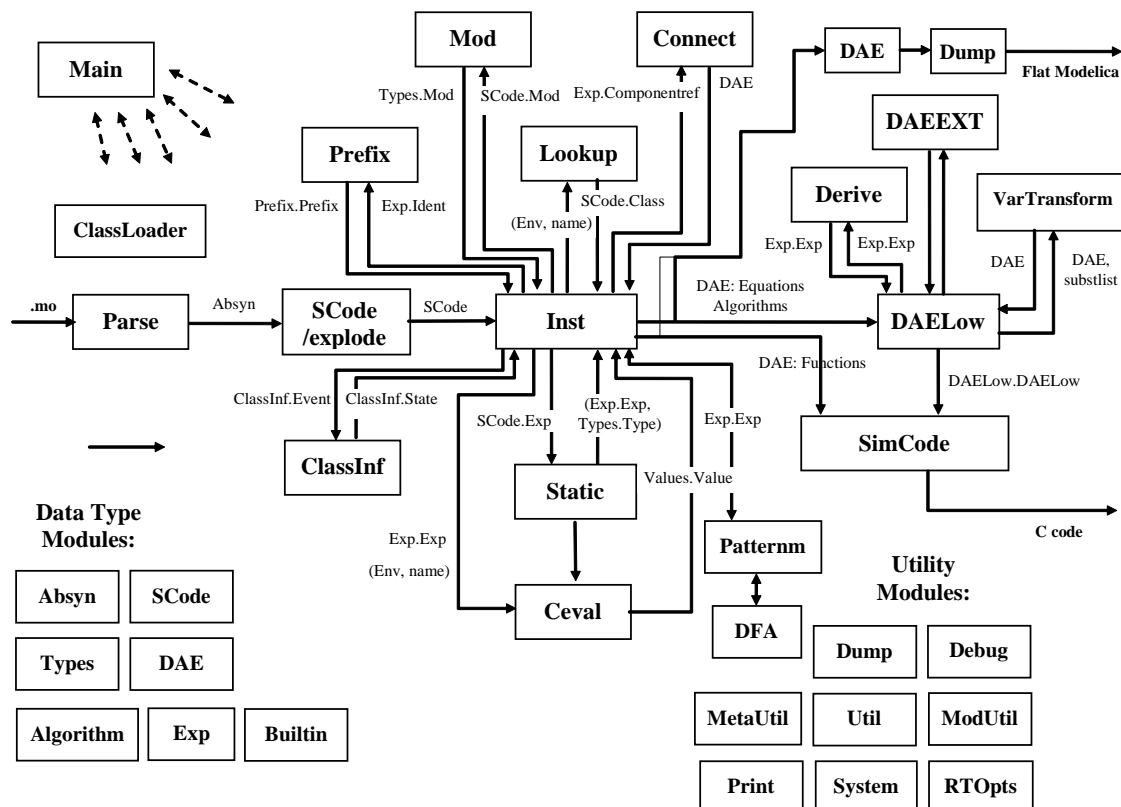 Mod
Connect
DAE
Dump
Flat Modelica
Main
Types.Mod
SCode.Mod
Exp.Componentref
DAE
DAEEXT
Prefix
Lookup
Derive
VarTransform
Prefix.Prefix
Exp.Ident
(Env, name)
SCode.Class
Exp.Exp
Exp.Exp
DAE
DAE,
substlist
ClassLoader
.mo
Parse
Absyn
SCode
/explode
SCode
Inst
DAE: Equations
Algorithms
DAELow
DAE: Functions
DAELow.DAELow
ClassInf.Event
ClassInf.State
SCode.Exp
(Exp.Exp,
Types.Type)
Exp.Exp
SimCode
ClassInf
Static
Values.Value
C code
Data Type
Modules:
Exp.Exp
(Env, name)
Patternm
Ceval
DFA
Utility
Modules:
Absyn
SCode
Types
DAE
Algorithm
Exp
Builtin
Dump
Debug
MetaUtil
Util
ModUtil
Print
System
RTOpts